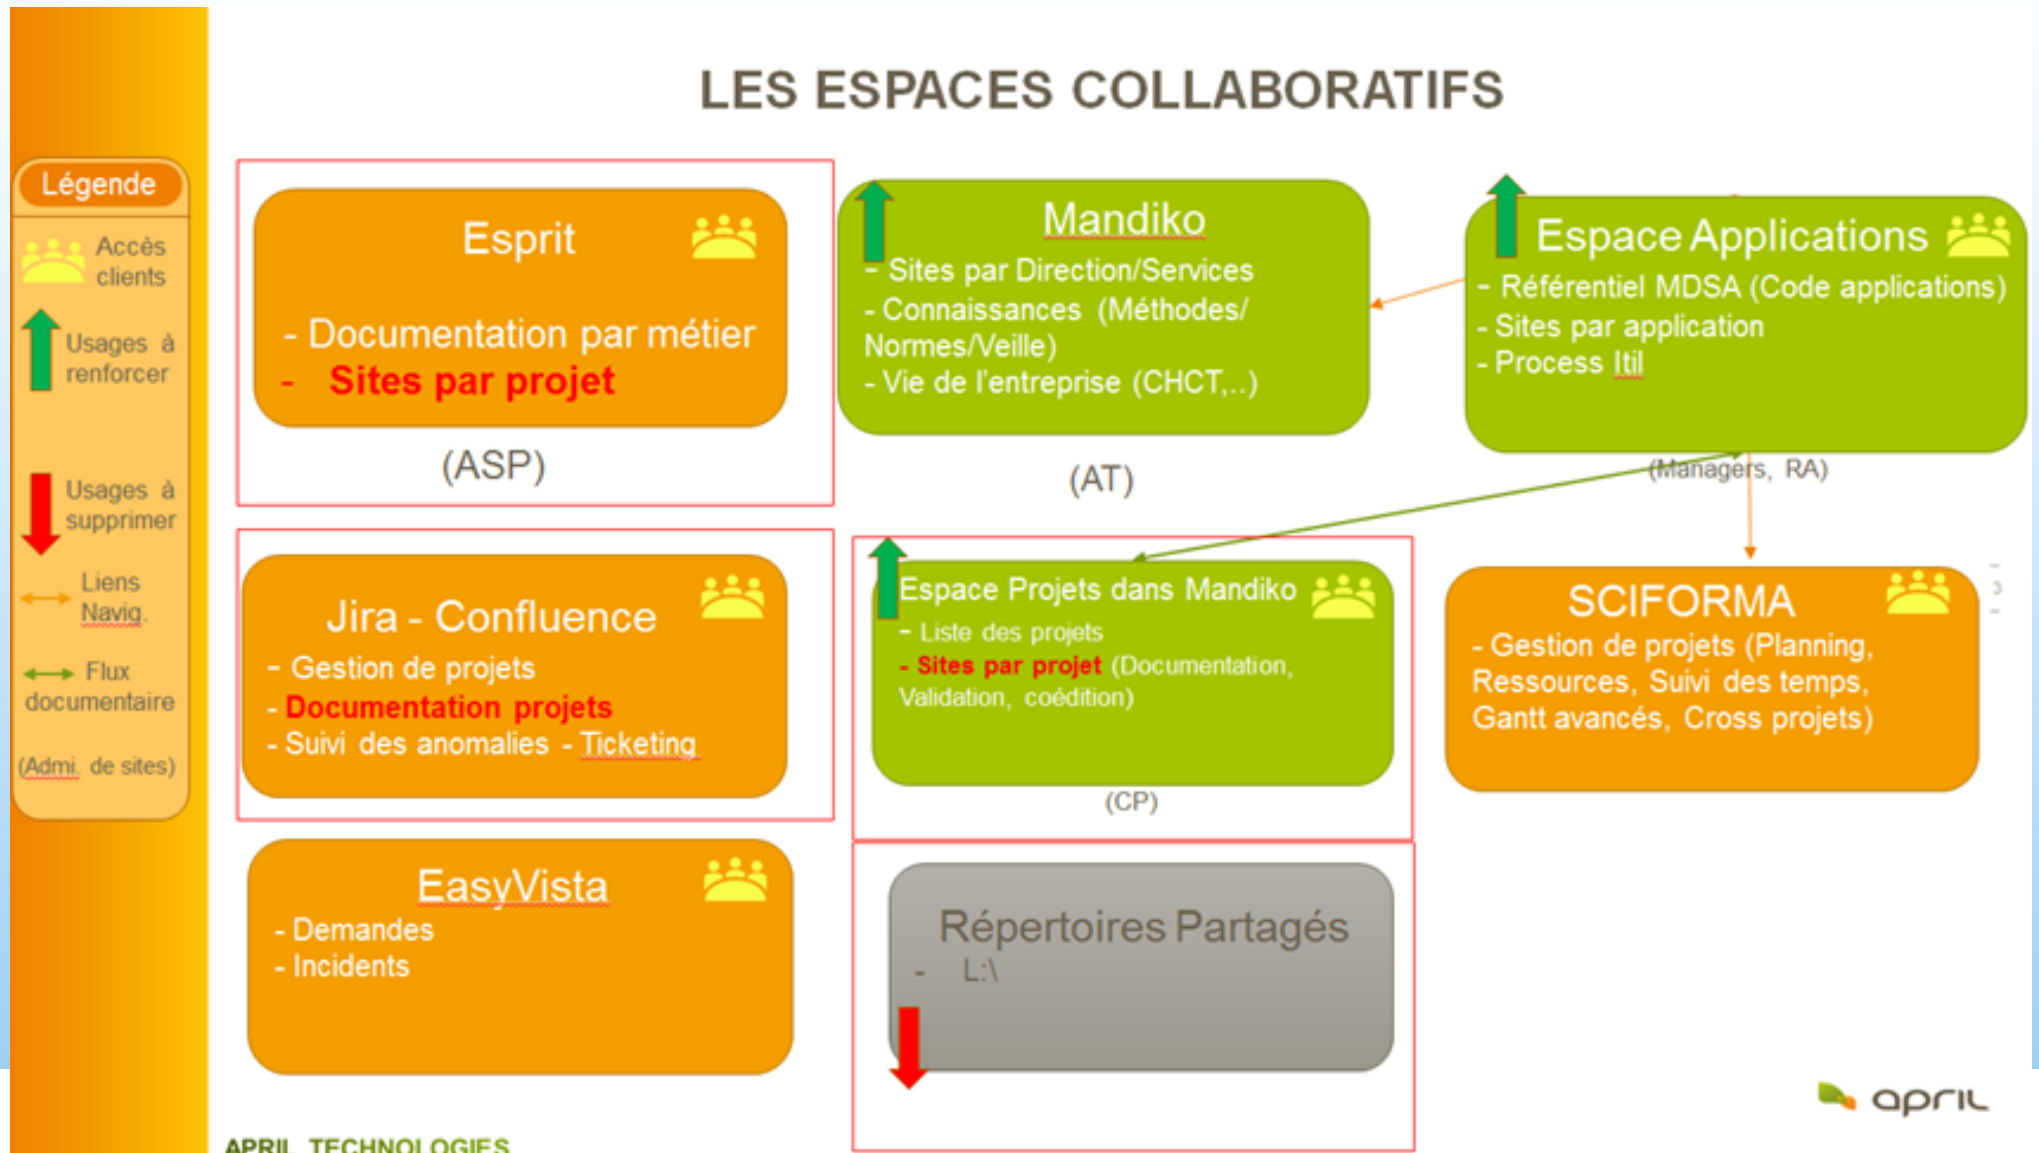 LES ESPACES COLLABORATIFS
Légende
Accès
clients
Usages à
renforcer
Usages à
supprimer
Liens
Navig.
Flux
documentaire
(Admi. de sites)
Esprit
- Documentation par métier
- Sites par projet
(ASP)
Mandiko
- Sites par Direction/Services
- Connaissances (Méthodes/
Normes/Veille)
- Vie de l'entreprise (CHCT,..)
(AT)
Espace Applications
- Référentiel MDSA (Code applications)
- Sites par application
- Process Itil
(Managers, RA)
Jira - Confluence
- Gestion de projets
- Documentation projets
- Suivi des anomalies - Ticketing
Espace Projets dans Mandiko
- Liste des projets
- Sites par projet (Documentation,
Validation, coédition)
(CP)
SCIFORMA
- Gestion de projets (Planning,
Ressources, Suivi des temps,
Gantt avancés, Cross projets)
3
EasyVista
- Demandes
- Incidents
Répertoires Partagés
- L:\
april
APRIL TECHNOLOGIES